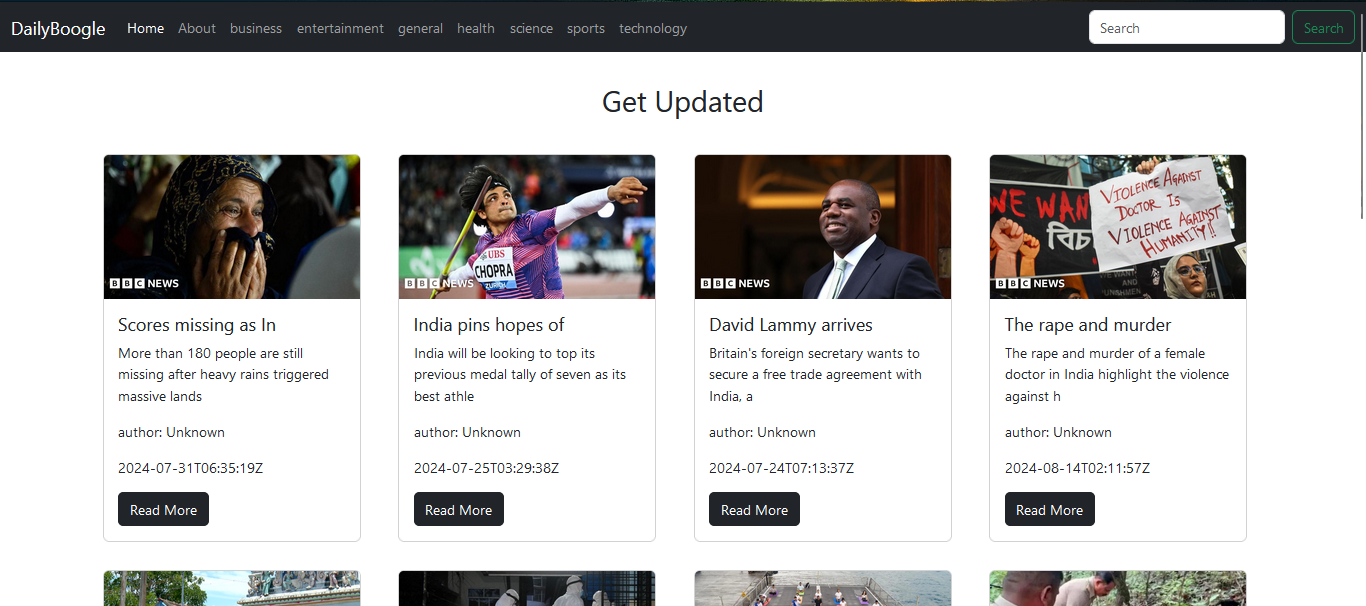 DailyBoogle Home About business entertainment general health science sports technology Search Search
Get Updated
BBC NEWS
UBS
CHOPRA
ZURICH
BBC NEWS
BBC NEWS
WE WAN
বিচ
VIOLENCE AGAINST
DOCTOR IS
VIOLENCE AGAINST
HUMANITY!!
BBC NEWS
Scores missing as In
More than 180 people are still
missing after heavy rains triggered
massive lands
author: Unknown
2024-07-31T06:35:19Z
Read More
India pins hopes of
India will be looking to top its
previous medal tally of seven as its
best athle
author: Unknown
2024-07-25T03:29:38Z
Read More
David Lammy arrives
Britain's foreign secretary wants to
secure a free trade agreement with
India, a
author: Unknown
2024-07-24T07:13:37Z
Read More
The rape and murder
The rape and murder of a female
doctor in India highlight the violence
against h
author: Unknown
2024-08-14T02:11:57Z
Read More